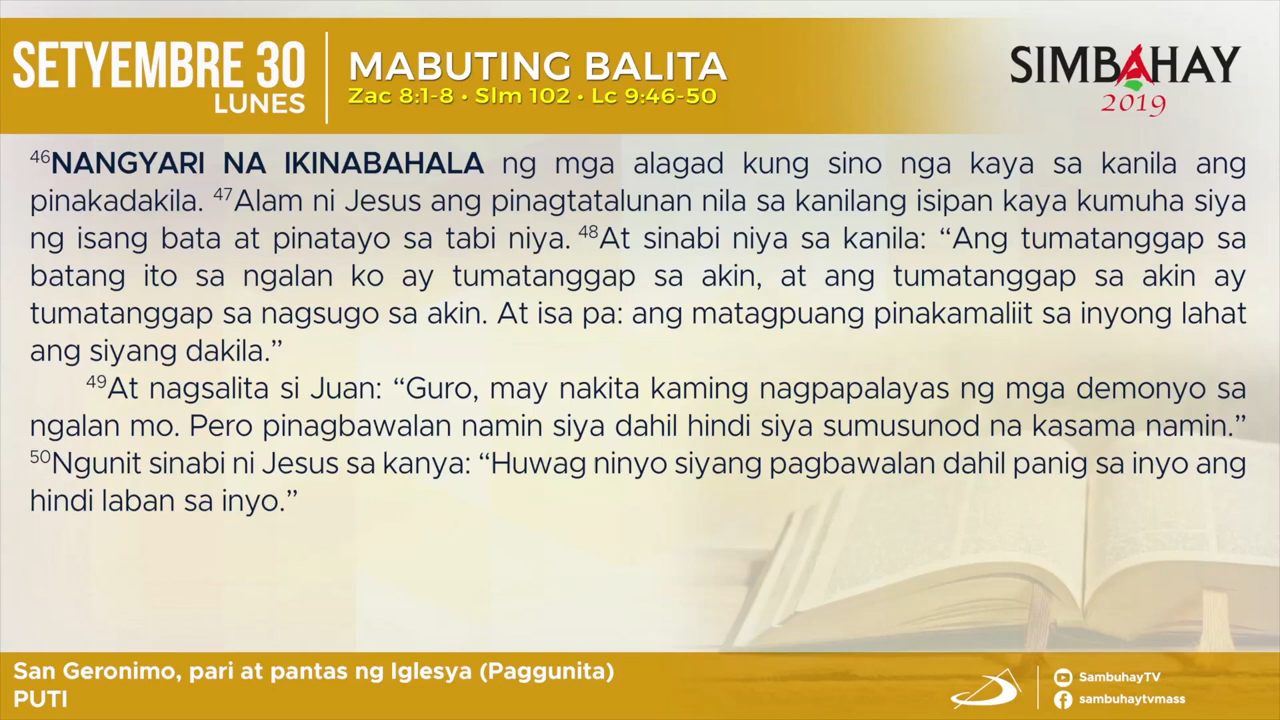 SETYEMBRE 30
LUNES
MABUTING BALITA
Zac 8:1-8 • Slm 102 • Lc 9:46-50
SIMBAHAY
2019
46NANGYARI NA IKINABAHALA ng mga alagad kung sino nga kaya sa kanila ang
pinakadakila. 47Alam ni Jesus ang pinagtatalunan nila sa kanilang isipan kaya kumuha siya
ng isang bata at pinatayo sa tabi niya. 48At sinabi niya sa kanila: “Ang tumatanggap sa
batang ito sa ngalan ko ay tumatanggap sa akin, at ang tumatanggap sa akin ay
tumatanggap sa nagsugo sa akin. At isa pa: ang matagpuang pinakamaliit sa inyong lahat
ang siyang dakila.”
49At nagsalita si Juan: “Guro, may nakita kaming nagpapalayas ng mga demonyo sa
ngalan mo. Pero pinagbawalan namin siya dahil hindi siya sumusunod na kasama namin.”
50Ngunit sinabi ni Jesus sa kanya: “Huwag ninyo siyang pagbawalan dahil panig sa inyo ang
hindi laban sa inyo.”
San Geronimo, pari at pantas ng Iglesya (Paggunita)
PUTI
SambuhayTV
sambuhaytvmass